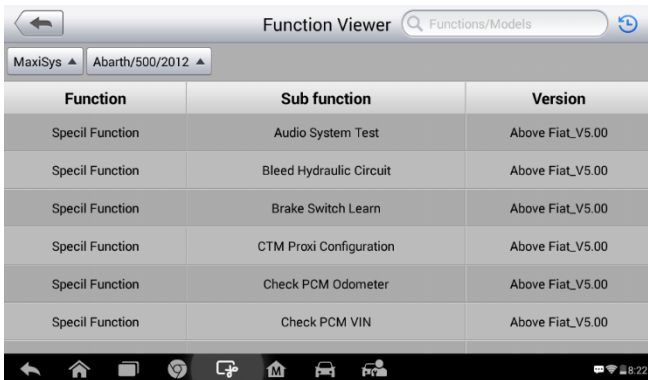 Function Viewer Functions/Models
MaxiSys ▲ Abarth/500/2012 ▲
Function Sub function Version
Specil Function Audio System Test Above Fiat_V5.00
Specil Function Bleed Hydraulic Circuit Above Fiat_V5.00
Specil Function Brake Switch Learn Above Fiat_V5.00
Specil Function CTM Proxi Configuration Above Fiat_V5.00
Specil Function Check PCM Odometer Above Fiat_V5.00
Specil Function Check PCM VIN Above Fiat_V5.00
M 8:22